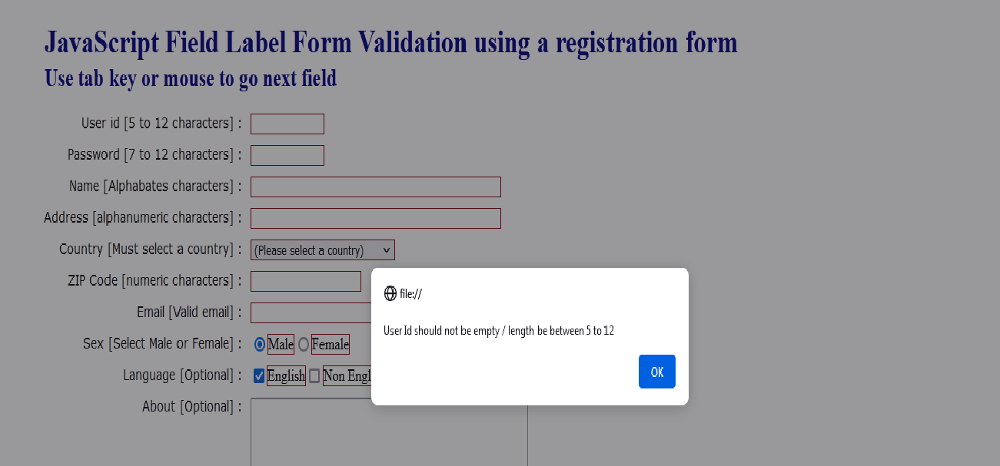 JavaScript Field Label Form Validation using a registration form
Use tab key or mouse to go next field
User id [5 to 12 characters] :
Password [7 to 12 characters] :
Name [Alphabates characters] :
Address [alphanumeric characters] :
Country [Must select a country] : (Please select a country)
ZIP Code [numeric characters] :
Email [Valid email] :
Sex [Select Male or Female] : Male Female
Language [Optional] : English Non Engl
About [Optional] :
file://
User Id should not be empty / length be between 5 to 12
OK